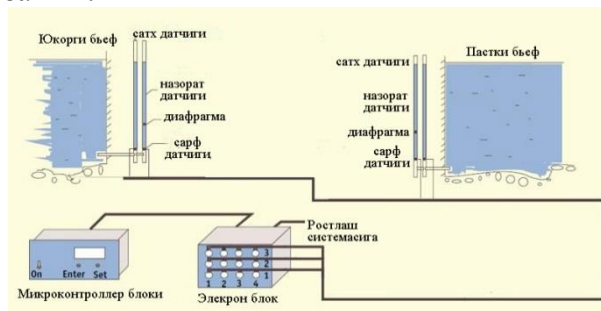 Юкорги бьеф
сатх датчиги
назорат
датчиги
диафрагма
сарф
датчиги
сатх датчиги
Пастки бьеф
назорат
датчиги
диафрагма
сарф
датчиги
Ростлаш
системасига
On Enter Set
3
2
1
1 2 3 4
Микроконтроллер блоки
Элекрон блок